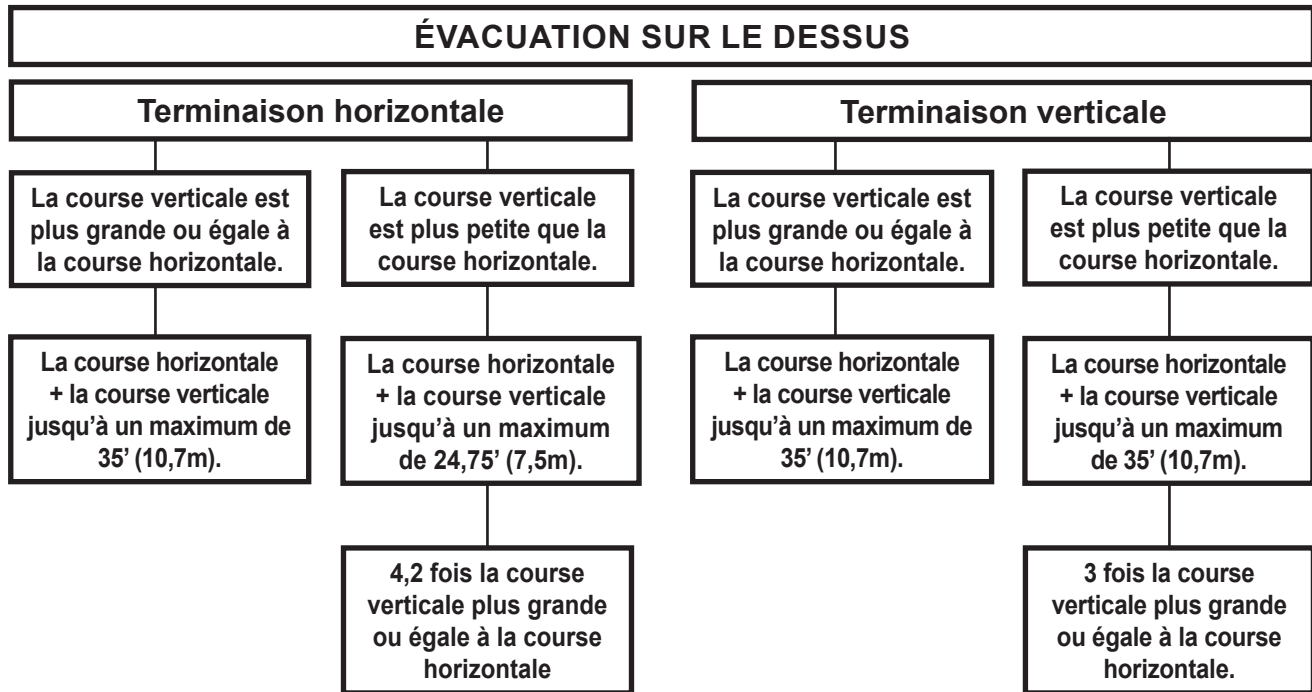 ÉVACUATION SUR LE DESSUS
Terminaison horizontale
La course verticale est
plus grande ou égale à
la course horizontale.
La course horizontale
+ la course verticale
jusqu’à un maximum de
35’ (10,7m).
La course verticale
est plus petite que la
course horizontale.
La course horizontale
+ la course verticale
jusqu’à un maximum
de 24,75’ (7,5m).
4,2 fois la course
verticale plus grande
ou égale à la course
horizontale
Terminaison verticale
La course verticale est
plus grande ou égale à
la course horizontale.
La course horizontale
+ la course verticale
jusqu’à un maximum de
35’ (10,7m).
La course verticale
est plus petite que la
course horizontale.
La course horizontale
+ la course verticale
jusqu’à un maximum
de 35’ (10,7m).
3 fois la course
verticale plus grande
ou égale à la course
horizontale.